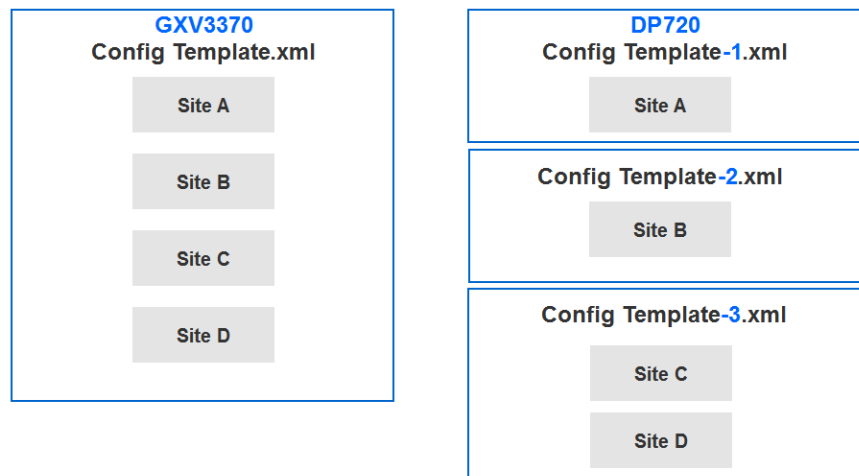 GXV3370
Config Template.xml
Site A
Site B
Site C
Site D
DP720
Config Template-1.xml
Site A
Config Template-2.xml
Site B
Config Template-3.xml
Site C
Site D